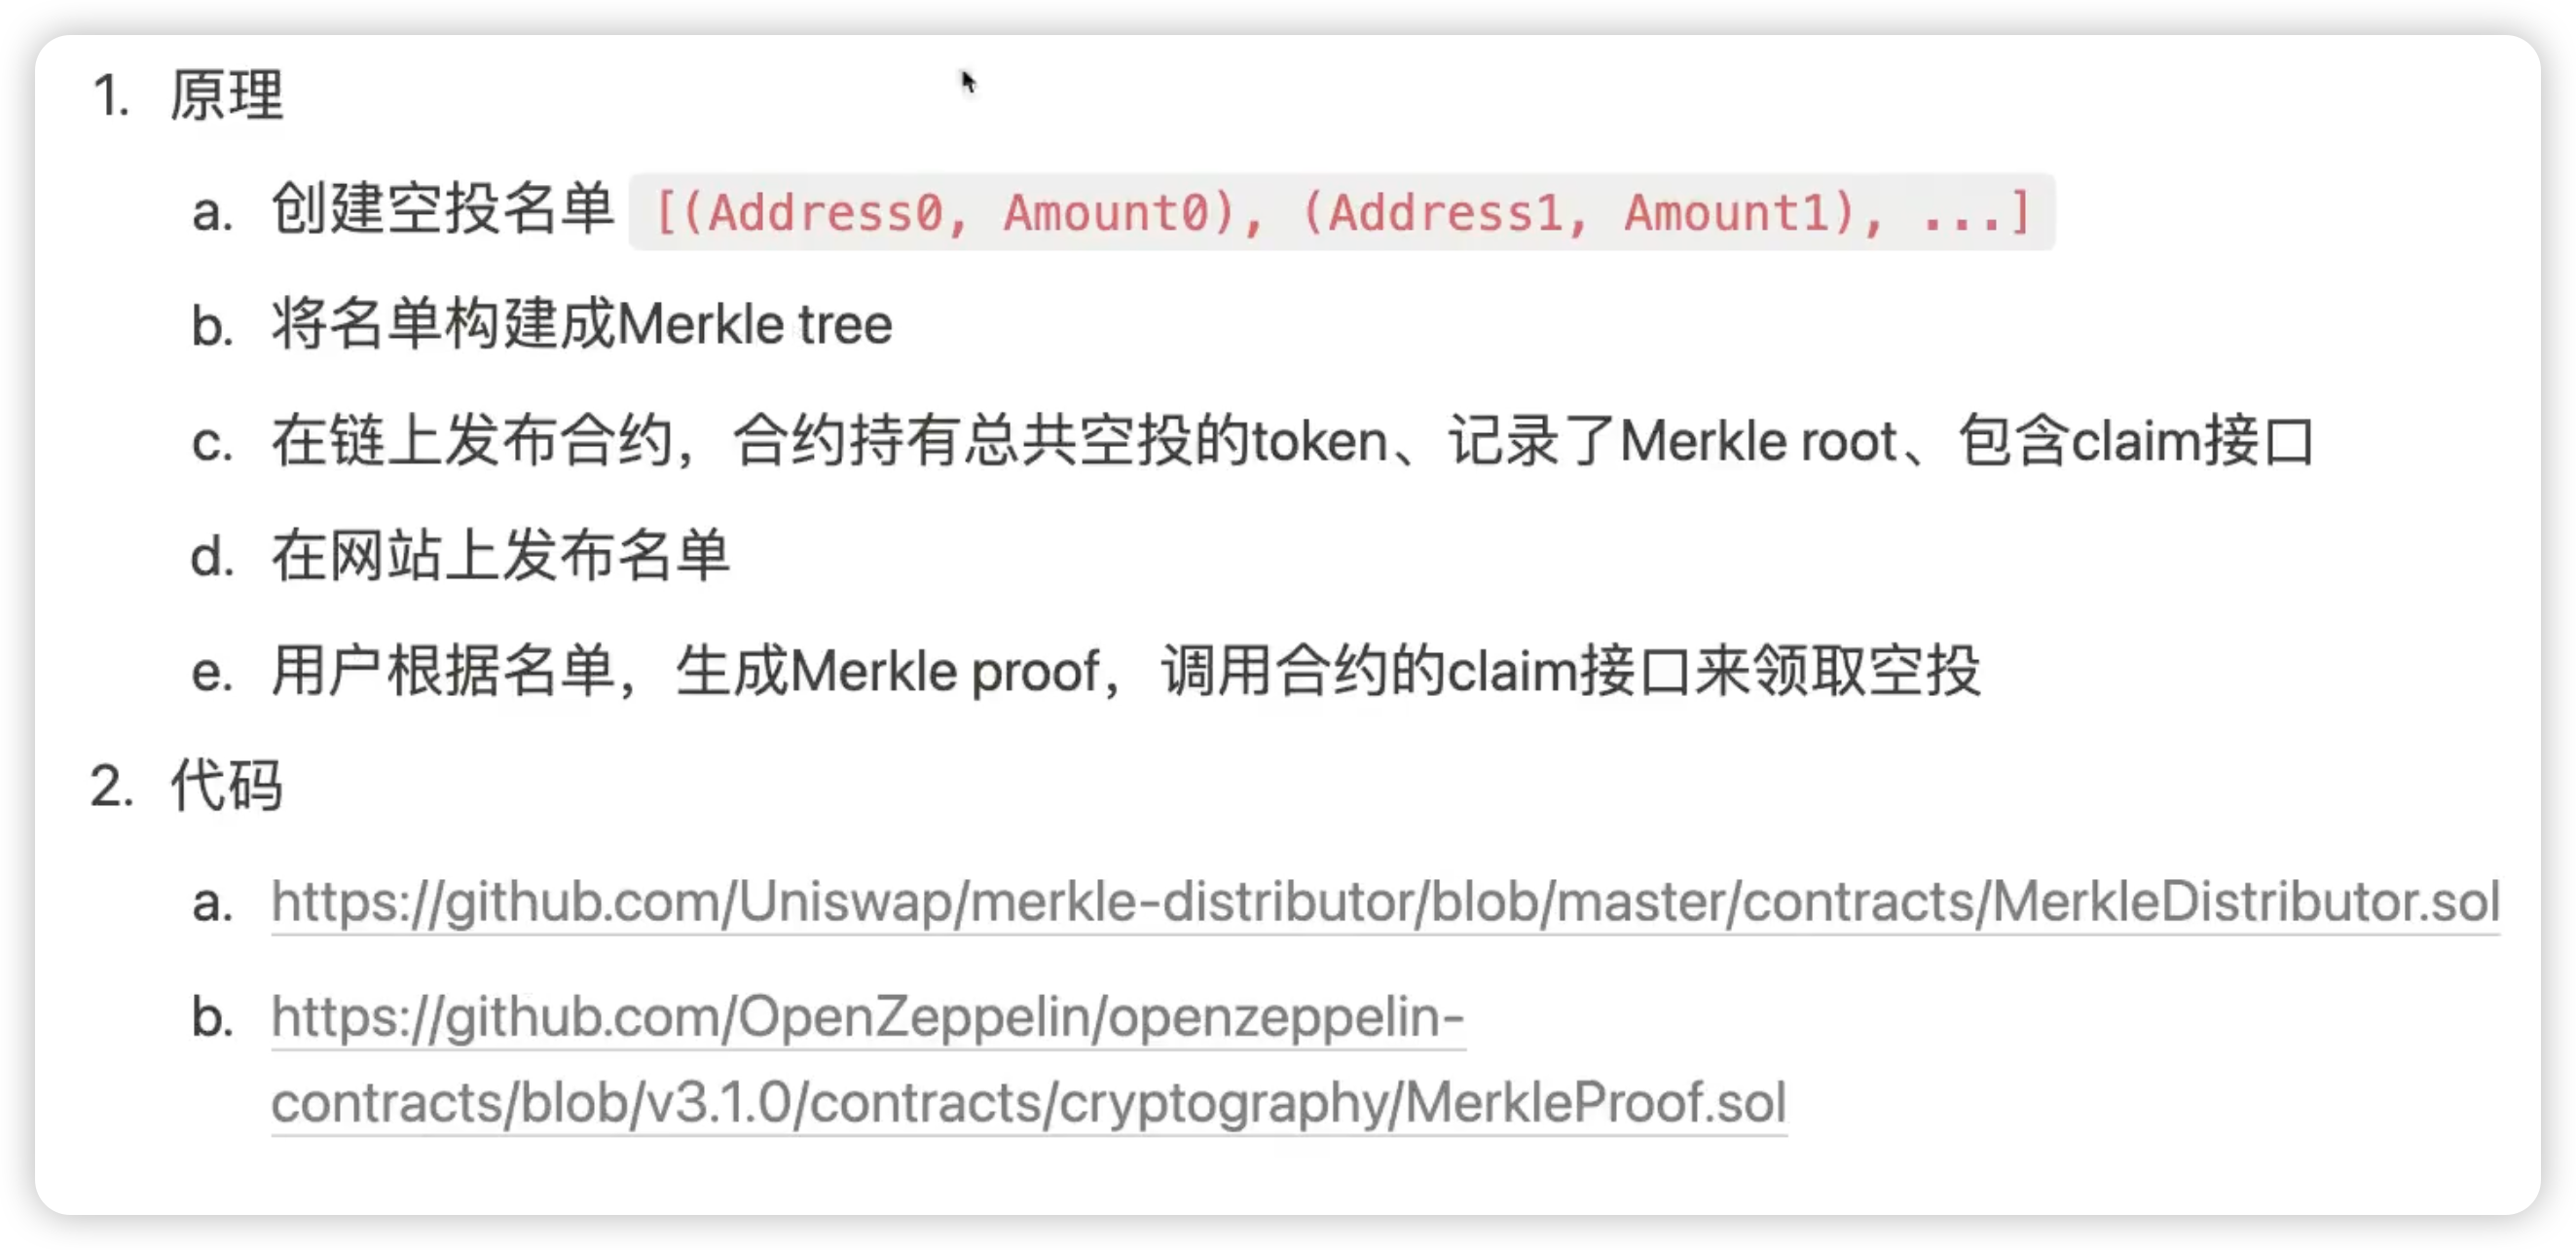 1. 原理
a. 创建空投名单 [(Address0, Amount0), (Address1, Amount1), ...]
b. 将名单构建成Merkle tree
c. 在链上发布合约，合约持有总共空投的token、记录了Merkle root、包含claim接口
d. 在网站上发布名单
e. 用户根据名单，生成Merkle proof，调用合约的claim接口来领取空投
2. 代码
a. https://github.com/Uniswap/merkle-distributor/blob/master/contracts/MerkleDistributor.sol
b. https://github.com/OpenZeppelin/openzeppelin-
contracts/blob/v3.1.0/contracts/cryptography/MerkleProof.sol